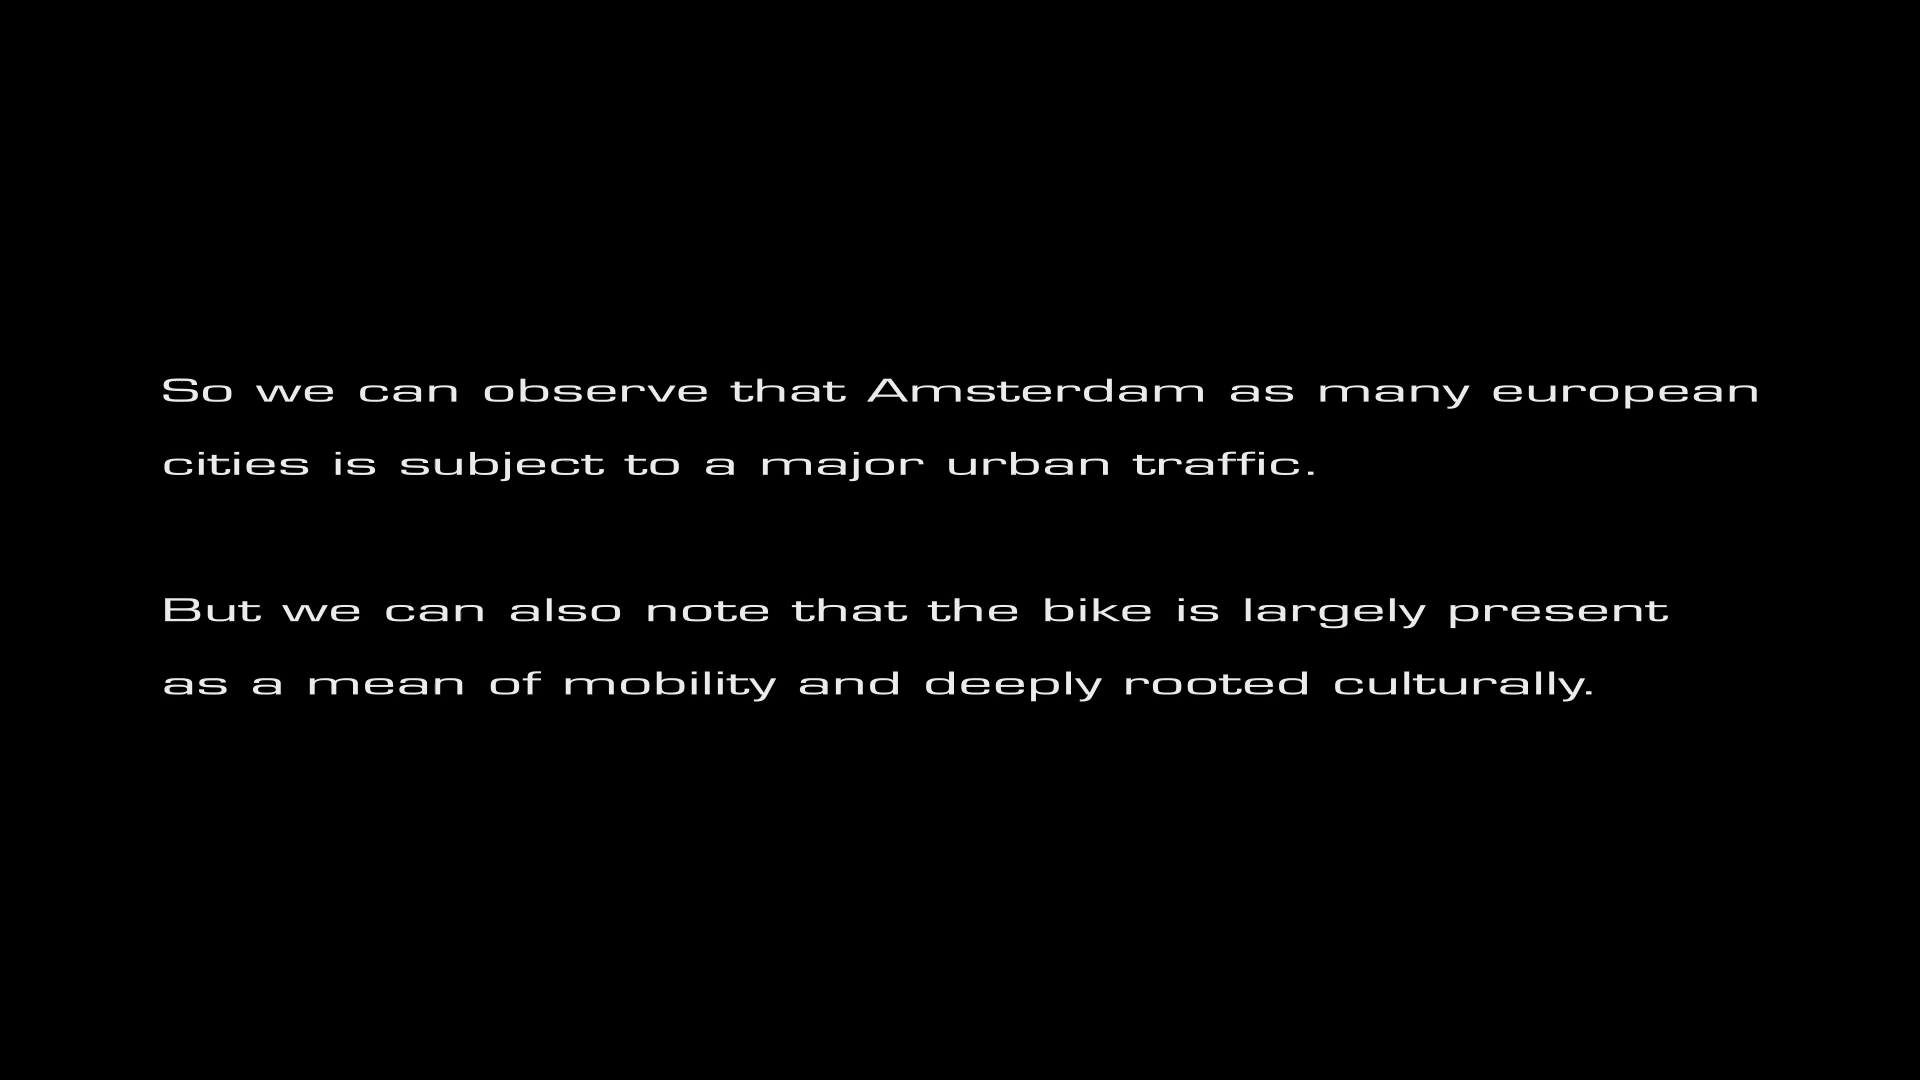 So we can observe that Amsterdam as many european
cities is subject to a major urban traffic.
But we can also note that the bike is largely present
as a mean of mobility and deeply rooted culturally.